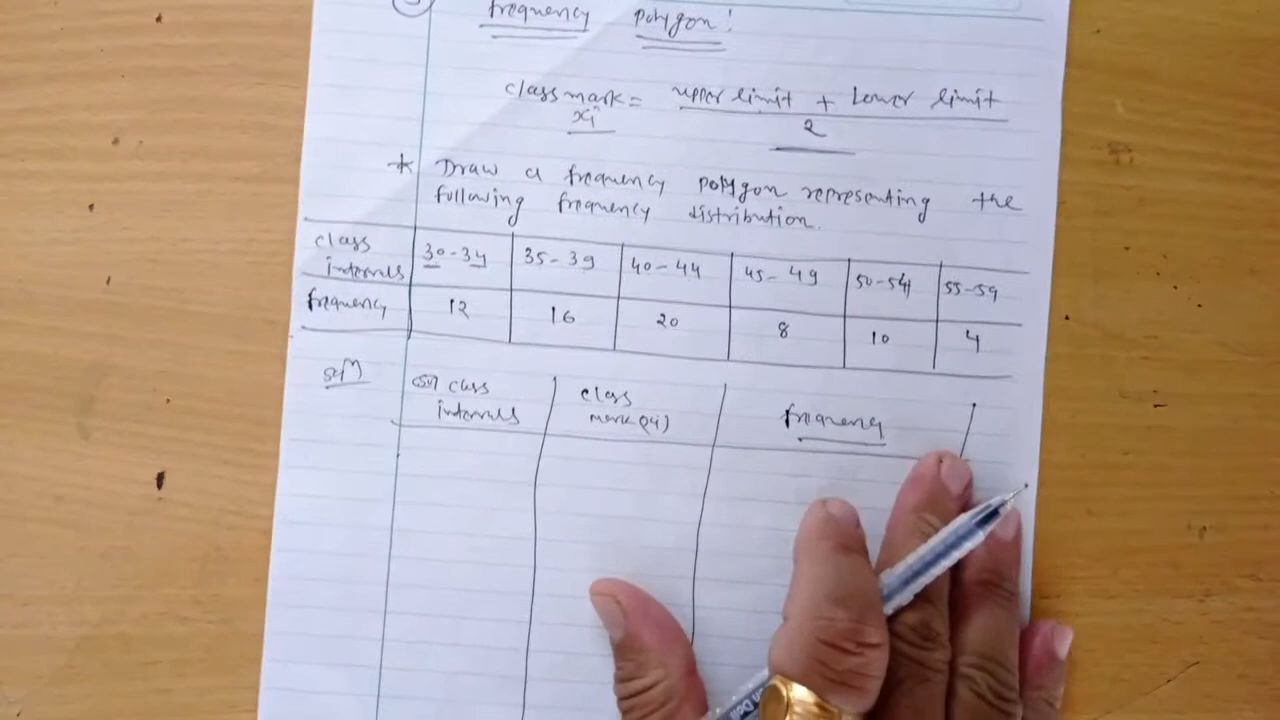 frequency polygon:
class mark = upper limit + Lower limit
xi
2
* Draw a frequency polygon representing the
following frequency distribution.
class intervals 30-34 35-39 40-44 45-49 50-54 55-59
frequency 12 16 20 8 10 4
class intervals class mark (xi) frequency